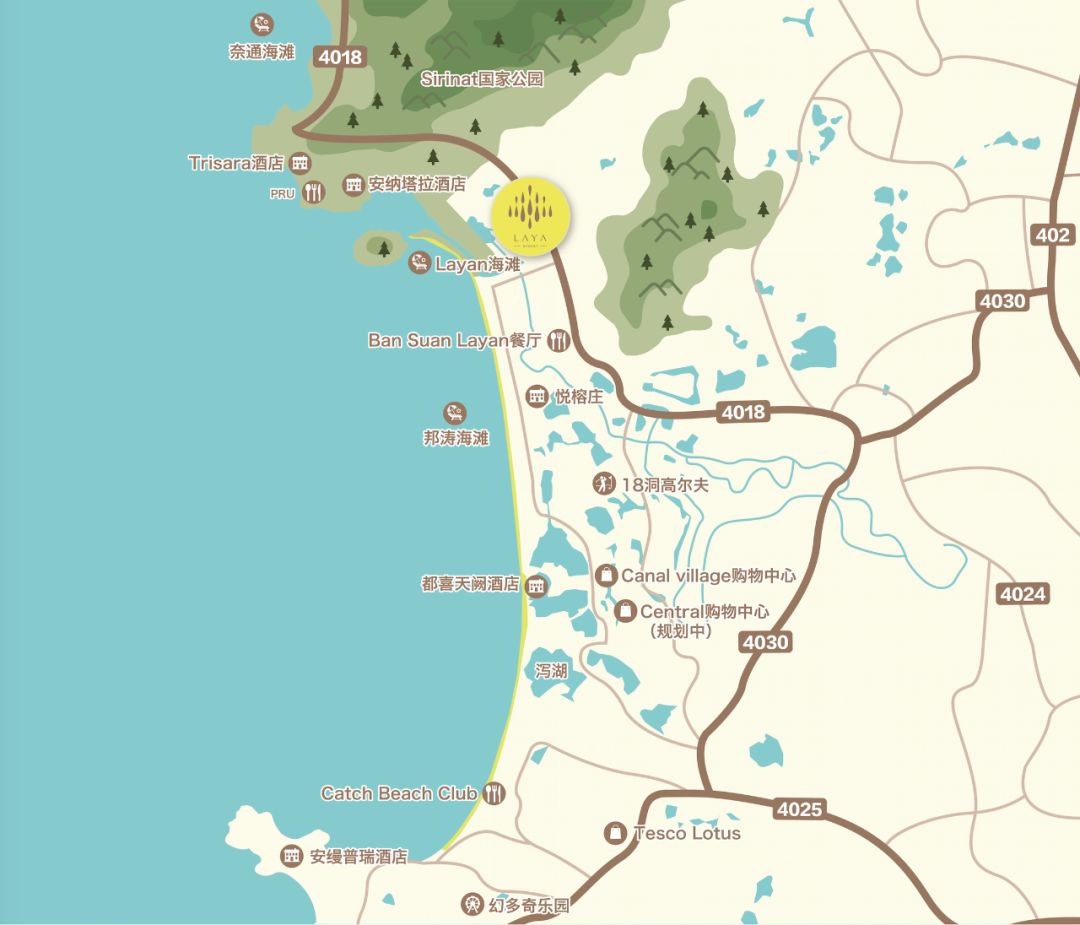 奈通海滩
4018
Sirinat国家公园
Trisara酒店
PRU
安纳塔拉酒店
LAYA
402
Layan海滩
4030
Ban Suan Layan餐厅
悦榕庄
邦涛海滩
4018
18洞高尔夫
都喜天阙酒店
Canal village购物中心
4024
Central购物中心
（规划中）
4030
泻湖
Catch Beach Club
4025
Tesco Lotus
安缦普瑞酒店
幻多奇乐园